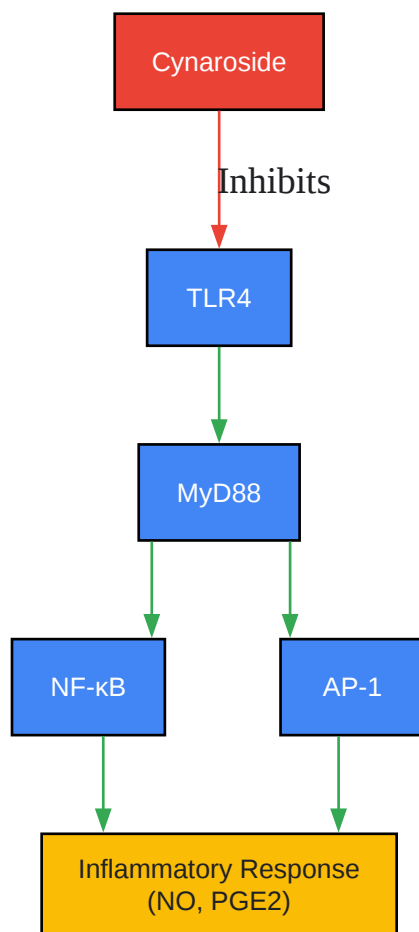 Cynaroside
Inhibits
TLR4
MyD88
NF-κB
AP-1
Inflammatory Response
(NO, PGE2)